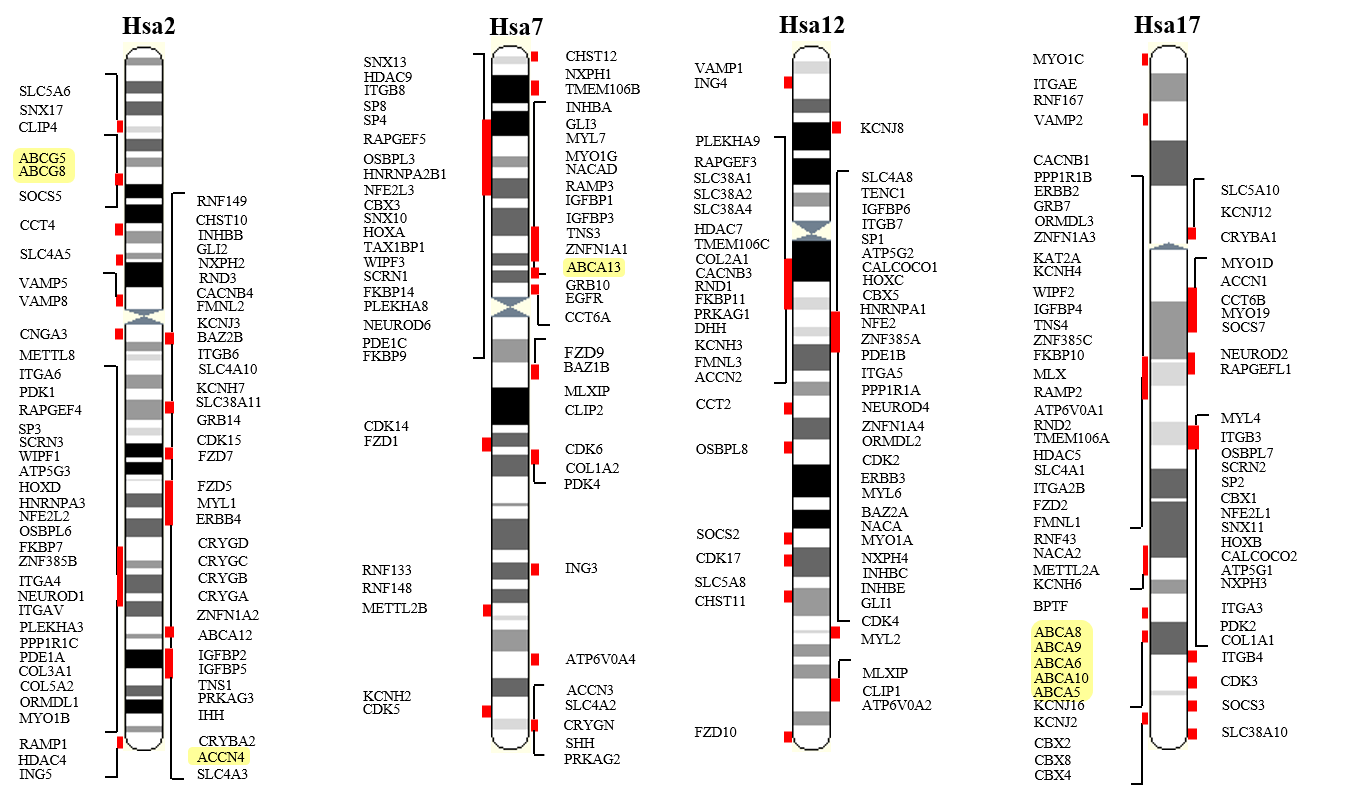 Hsa2
SLC5A6
SNX17
CLIP4
ABCG5
ABCG8
SOCS5
CCT4
SLC4A5
VAMP5
VAMP8
CNGA3
METTL8
ITGA6
PDK1
RAPGEF4
SP3
SCRN3
WIPF1
ATP5G3
HOXD
HNRNPA3
NFE2L2
OSBPL6
FKBP7
ZNF385B
ITGA4
NEUROD1
ITGAV
PLEKHA3
PPP1R1C
PDE1A
COL3A1
COL5A2
ORMDL1
MYO1B
RAMP1
HDAC4
ING5
RNF149
CHST10
INHBB
GLI2
NXPH2
RND3
CACNB4
FMNL2
KCNJ3
BAZ2B
ITGB6
SLC4A10
KCNH7
SLC38A11
GRB14
CDK15
FZD7
FZD5
MYL1
ERBB4
CRYGD
CRYGC
CRYGB
CRYGA
ZNFN1A2
ABCA12
IGFBP2
IGFBP5
TNS1
PRKAG3
IHH
CRYBA2
ACCN4
SLC4A3
Hsa7
SNX13
HDAC9
ITGB8
SP8
SP4
RAPGEF5
OSBPL3
HNRNPA2B1
NFE2L3
CBX3
SNX10
HOXA
TAX1BP1
WIPF3
SCRN1
FKBP14
PLEKHA8
NEUROD6
PDE1C
FKBP9
CDK14
FZD1
RNF133
RNF148
METTL2B
KCNH2
CDK5
CHST12
NXPH1
TMEM106B
INHBA
GLI3
MYL7
MYO1G
NACAD
RAMP3
IGFBP1
IGFBP3
TNS3
ZNFN1A1
ABCA13
GRB10
EGFR
CCT6A
FZD9
BAZ1B
MLXIP
CLIP2
CDK6
COL1A2
PDK4
ING3
ATP6V0A4
ACCN3
SLC4A2
CRYGN
SHH
PRKAG2
Hsa12
VAMP1
ING4
PLEKHA9
RAPGEF3
SLC38A1
SLC38A2
SLC38A4
HDAC7
TMEM106C
COL2A1
CACNB3
RND1
FKBP11
PRKAG1
DHH
KCNH3
FMNL3
ACCN2
CCT2
OSBPL8
SOCS2
CDK17
SLC5A8
CHST11
FZD10
KCNJ8
SLC4A8
TENC1
IGFBP6
ITGB7
SP1
ATP5G2
CALCOCO1
HOXC
CBX5
HNRNPA1
NFE2
ZNF385A
PDE1B
ITGA5
PPP1R1A
NEUROD4
ZNFN1A4
ORMDL2
CDK2
ERBB3
MYL6
BAZ2A
NACA
MYO1A
NXPH4
INHBC
INHBE
GLI1
CDK4
MYL2
MLXIP
CLIP1
ATP6V0A2
Hsa17
MYO1C
ITGAE
RNF167
VAMP2
CACNB1
PPP1R1B
ERBB2
GRB7
ORMDL3
ZNFN1A3
KAT2A
KCNH4
WIPF2
IGFBP4
TNS4
ZNF385C
FKBP10
MLX
RAMP2
ATP6V0A1
RND2
TMEM106A
HDAC5
SLC4A1
ITGA2B
FZD2
FMNL1
RNF43
NACA2
METTL2A
KCNH6
BPTF
ABCA8
ABCA9
ABCA6
ABCA10
ABCA5
KCNJ16
KCNJ2
CBX2
CBX8
CBX4
SLC5A10
KCNJ12
CRYBA1
MYO1D
ACCN1
CCT6B
MYO19
SOCS7
NEUROD2
RAPGEFL1
MYL4
ITGB3
OSBPL7
SCRN2
SP2
CBX1
NFE2L1
SNX11
HOXB
CALCOCO2
ATP5G1
NXPH3
ITGA3
PDK2
COL1A1
ITGB4
CDK3
SOCS3
SLC38A10